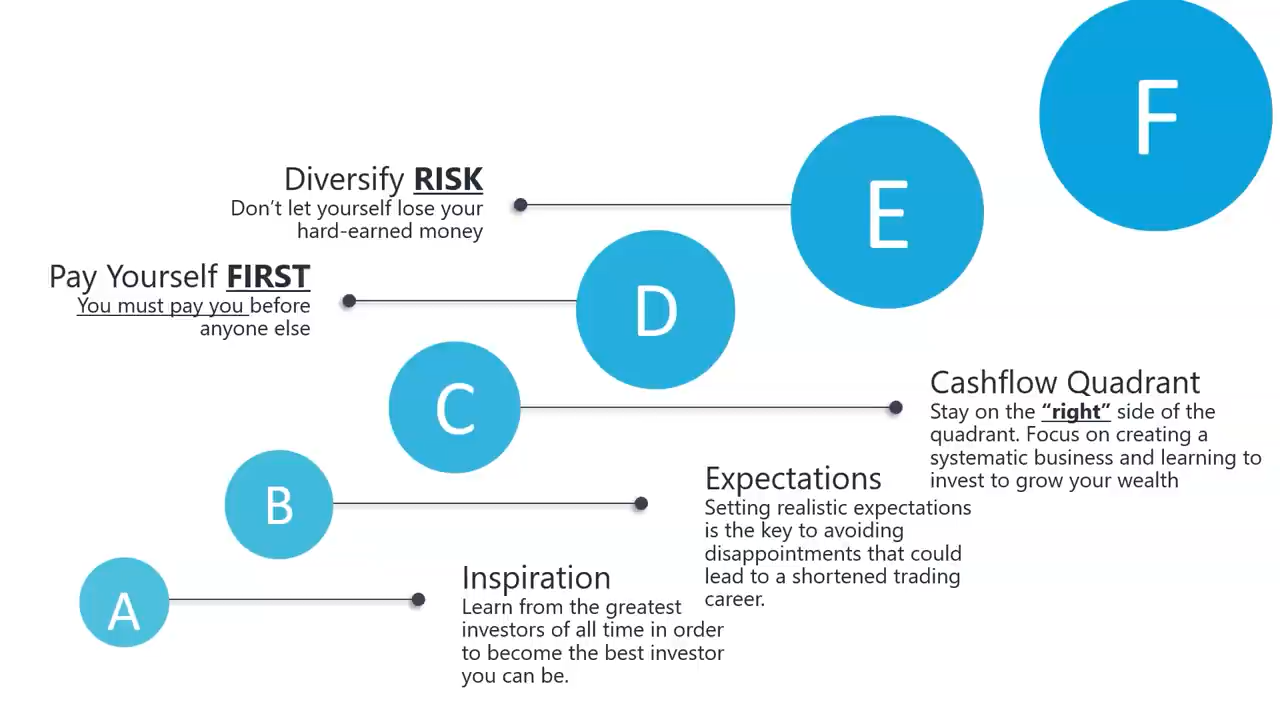 F
E
Diversify RISK
Don't let yourself lose your
hard-earned money
D
Pay Yourself FIRST
You must pay you before
anyone else
C
Cashflow Quadrant
Stay on the “right” side of the
quadrant. Focus on creating a
systematic business and learning to
invest to grow your wealth
B
Expectations
Setting realistic expectations
is the key to avoiding
disappointments that could
lead to a shortened trading
career.
A
Inspiration
Learn from the greatest
investors of all time in order
to become the best investor
you can be.